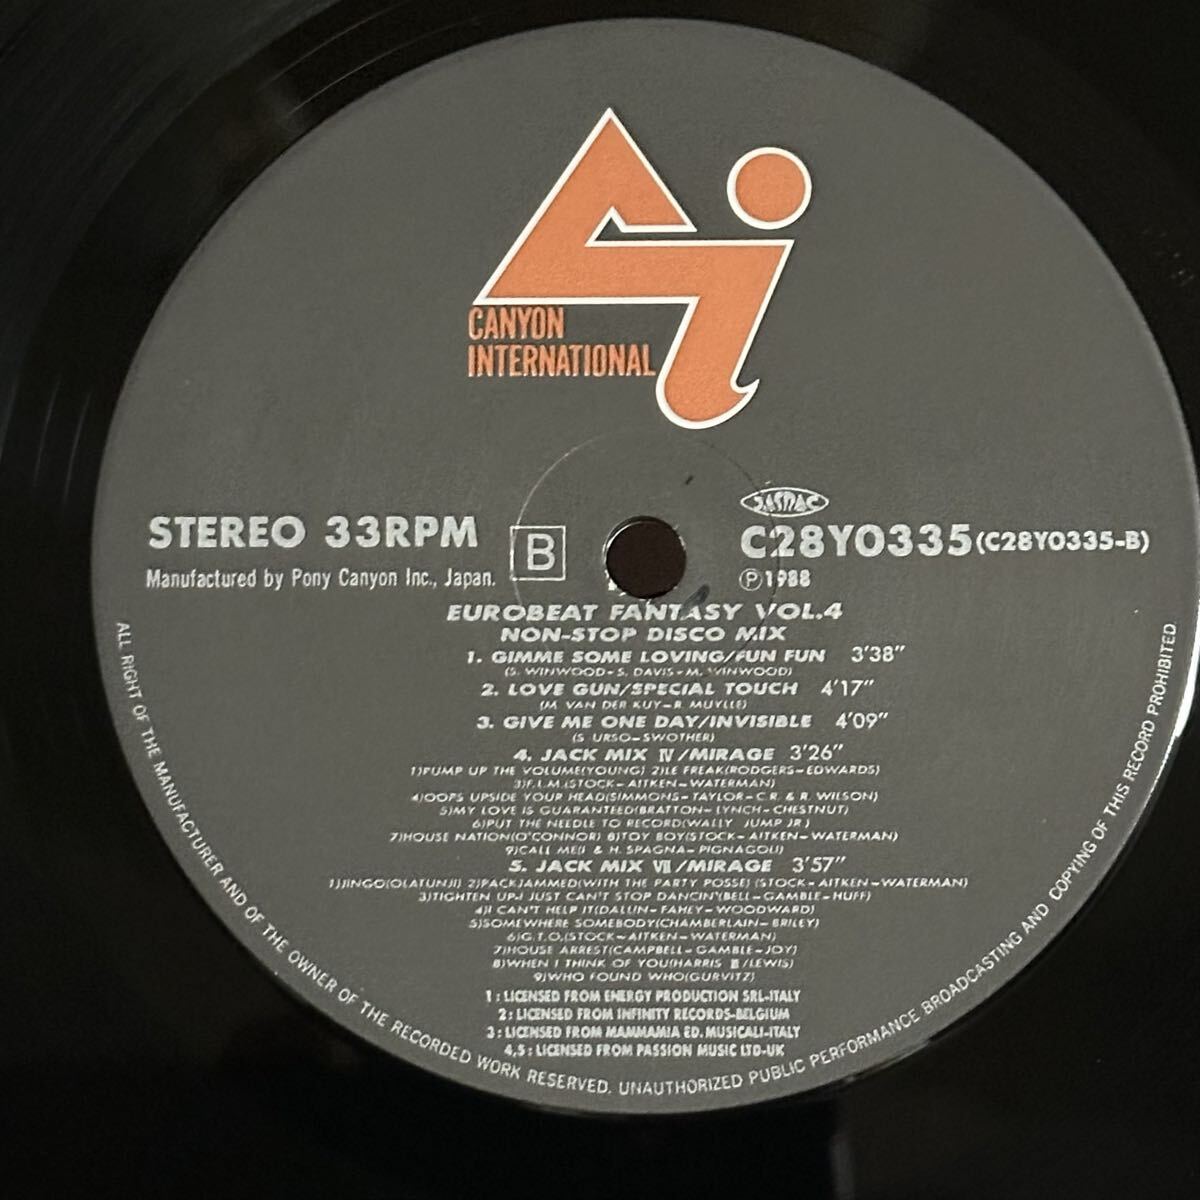 CANYON
INTERNATIONAL
STEREO 33RPM
B
JASRAC
C28Y0335(C28Y0335-B)
Manufactured by Pony Canyon Inc., Japan.
Ⓟ1988
EUROBEAT FANTASY VOL.4
NON-STOP DISCO MIX
1. GIMME SOME LOVING/FUN FUN 3'38"
(S. WINWOOD-S. DAVIS-M. WINWOOD)
2. LOVE GUN/SPECIAL TOUCH 4'17"
(M. VAN DER KUY-R. MUYLLE)
3. GIVE ME ONE DAY/INVISIBLE 4'09"
(S. URSO-SWOTHER)
4. JACK MIX Ⅳ/MIRAGE 3'26"
1)PUMP UP THE VOLUME(YOUNG) 2)LE FREAK(RODGERS-EDWARDS)
3)F.L.M.(STOCK-AITKEN-WATERMAN)
4)OOPS UPSIDE YOUR HEAD(SIMMONS-TAYLOR-C.R. & R. WILSON)
5)MY LOVE IS GUARANTEED(BRATTON-LYNCH-CHESTNUT)
6)PUT THE NEEDLE TO RECORD(WALLY JUMP JR.)
7)HOUSE NATION(O'CONNOR) 8)TOY BOY(STOCK-AITKEN-WATERMAN)
9)CALL ME(I & H. SPAGNA-PIGNAGOLI)
5. JACK MIX Ⅶ/MIRAGE 3'57"
1)JINGO(OLATUNJI) 2)PACKJAMMED(WITH THE PARTY POSSE) (STOCK-AITKEN-WATERMAN)
3)TIGHTEN UP-I JUST CAN'T STOP DANCIN'(BELL-GAMBLE-HUFF)
4)I CAN'T HELP IT(DALLIN-FAHEY-WOODWARD)
5)SOMEWHERE SOMEBODY(CHAMBERLAIN-BRILEY)
6)G.T.O.(STOCK-AITKEN-WATERMAN)
7)HOUSE ARREST(CAMPBELL-GAMBLE-JOY)
8)WHEN I THINK OF YOU(HARRIS Ⅲ/LEWIS)
9)WHO FOUND WHO(GURVITZ)
1 : LICENSED FROM ENERGY PRODUCTION SRL-ITALY
2 : LICENSED FROM INFINITY RECORDS-BELGIUM
3 : LICENSED FROM MAMMAMIA ED. MUSICALI-ITALY
4,5 : LICENSED FROM PASSION MUSIC LTD-UK
ALL RIGHT OF THE MANUFACTURER AND OF THE OWNER OF THE RECORDED WORK RESERVED. UNAUTHORIZED PUBLIC PERFORMANCE BROADCASTING AND COPYING OF THIS RECORD PROHIBITED.